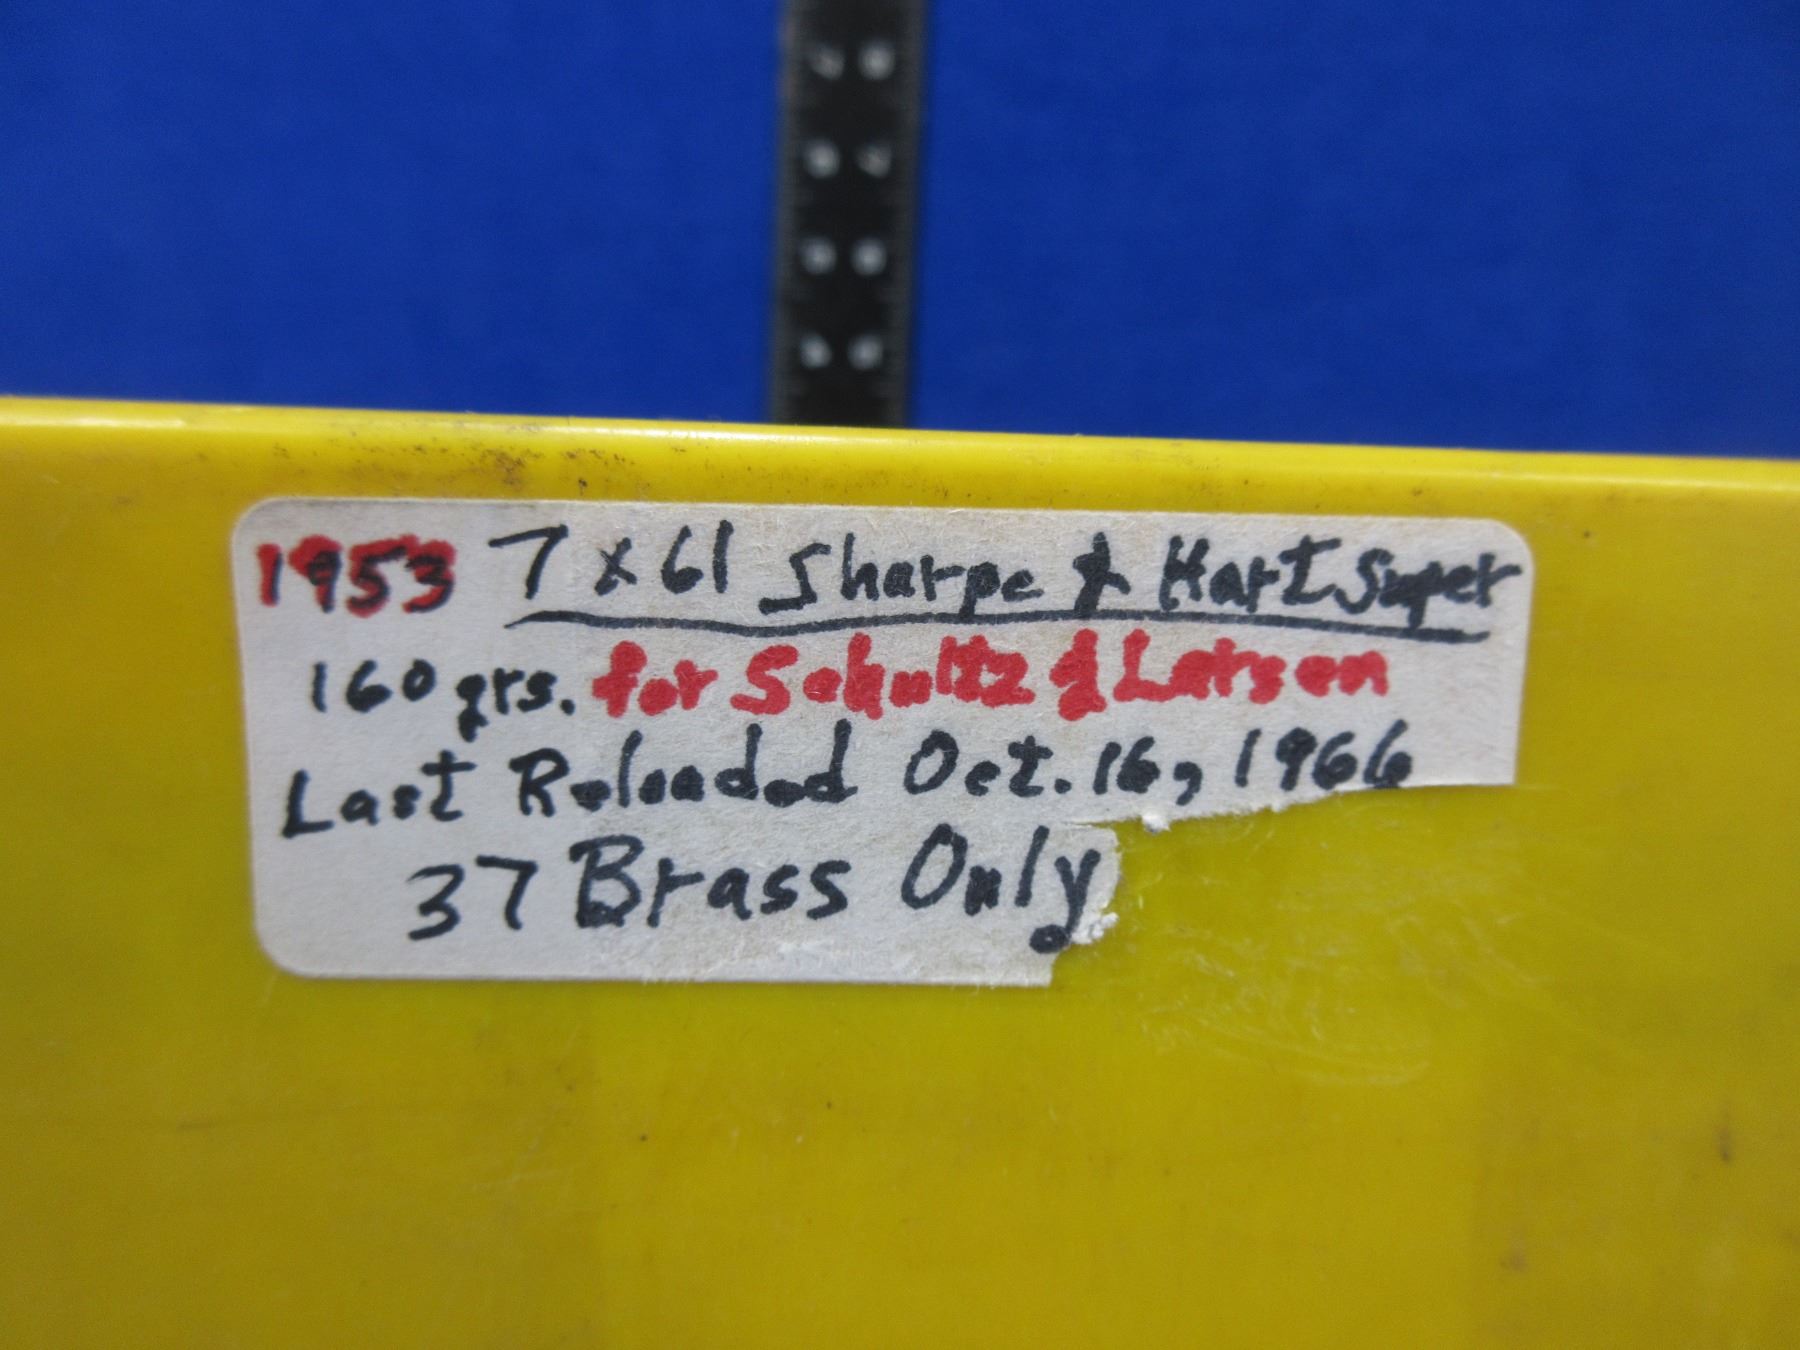 1953 7x61 Sharpe & Hart Super
160 grs. for Schultz & Larsen
Last Reloaded Oct. 16, 1966
37 Brass Only